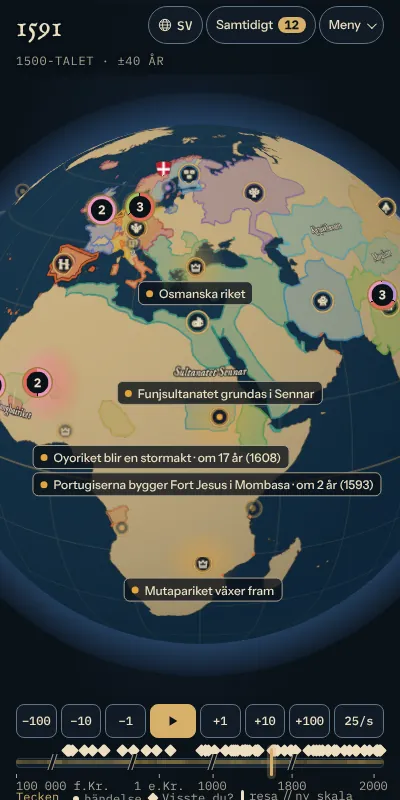 1591
SV
Samtidigt 12
Meny
1500-TALET · ±40 ÅR
2
3
Osmanska riket
3
Sultanatet Sennar
2
Funjsultanatet grundas i Sennar
Oyoriket blir en stormakt · om 17 år (1608)
Portugiserna bygger Fort Jesus i Mombasa · om 2 år (1593)
Mutapariket växer fram
−100
−10
−1
+1
+10
+100
25/s
100 000 f.Kr.
1 e.Kr.
1000
1800
2000
Tecken
händelse
Visste du?
resa
ny skala